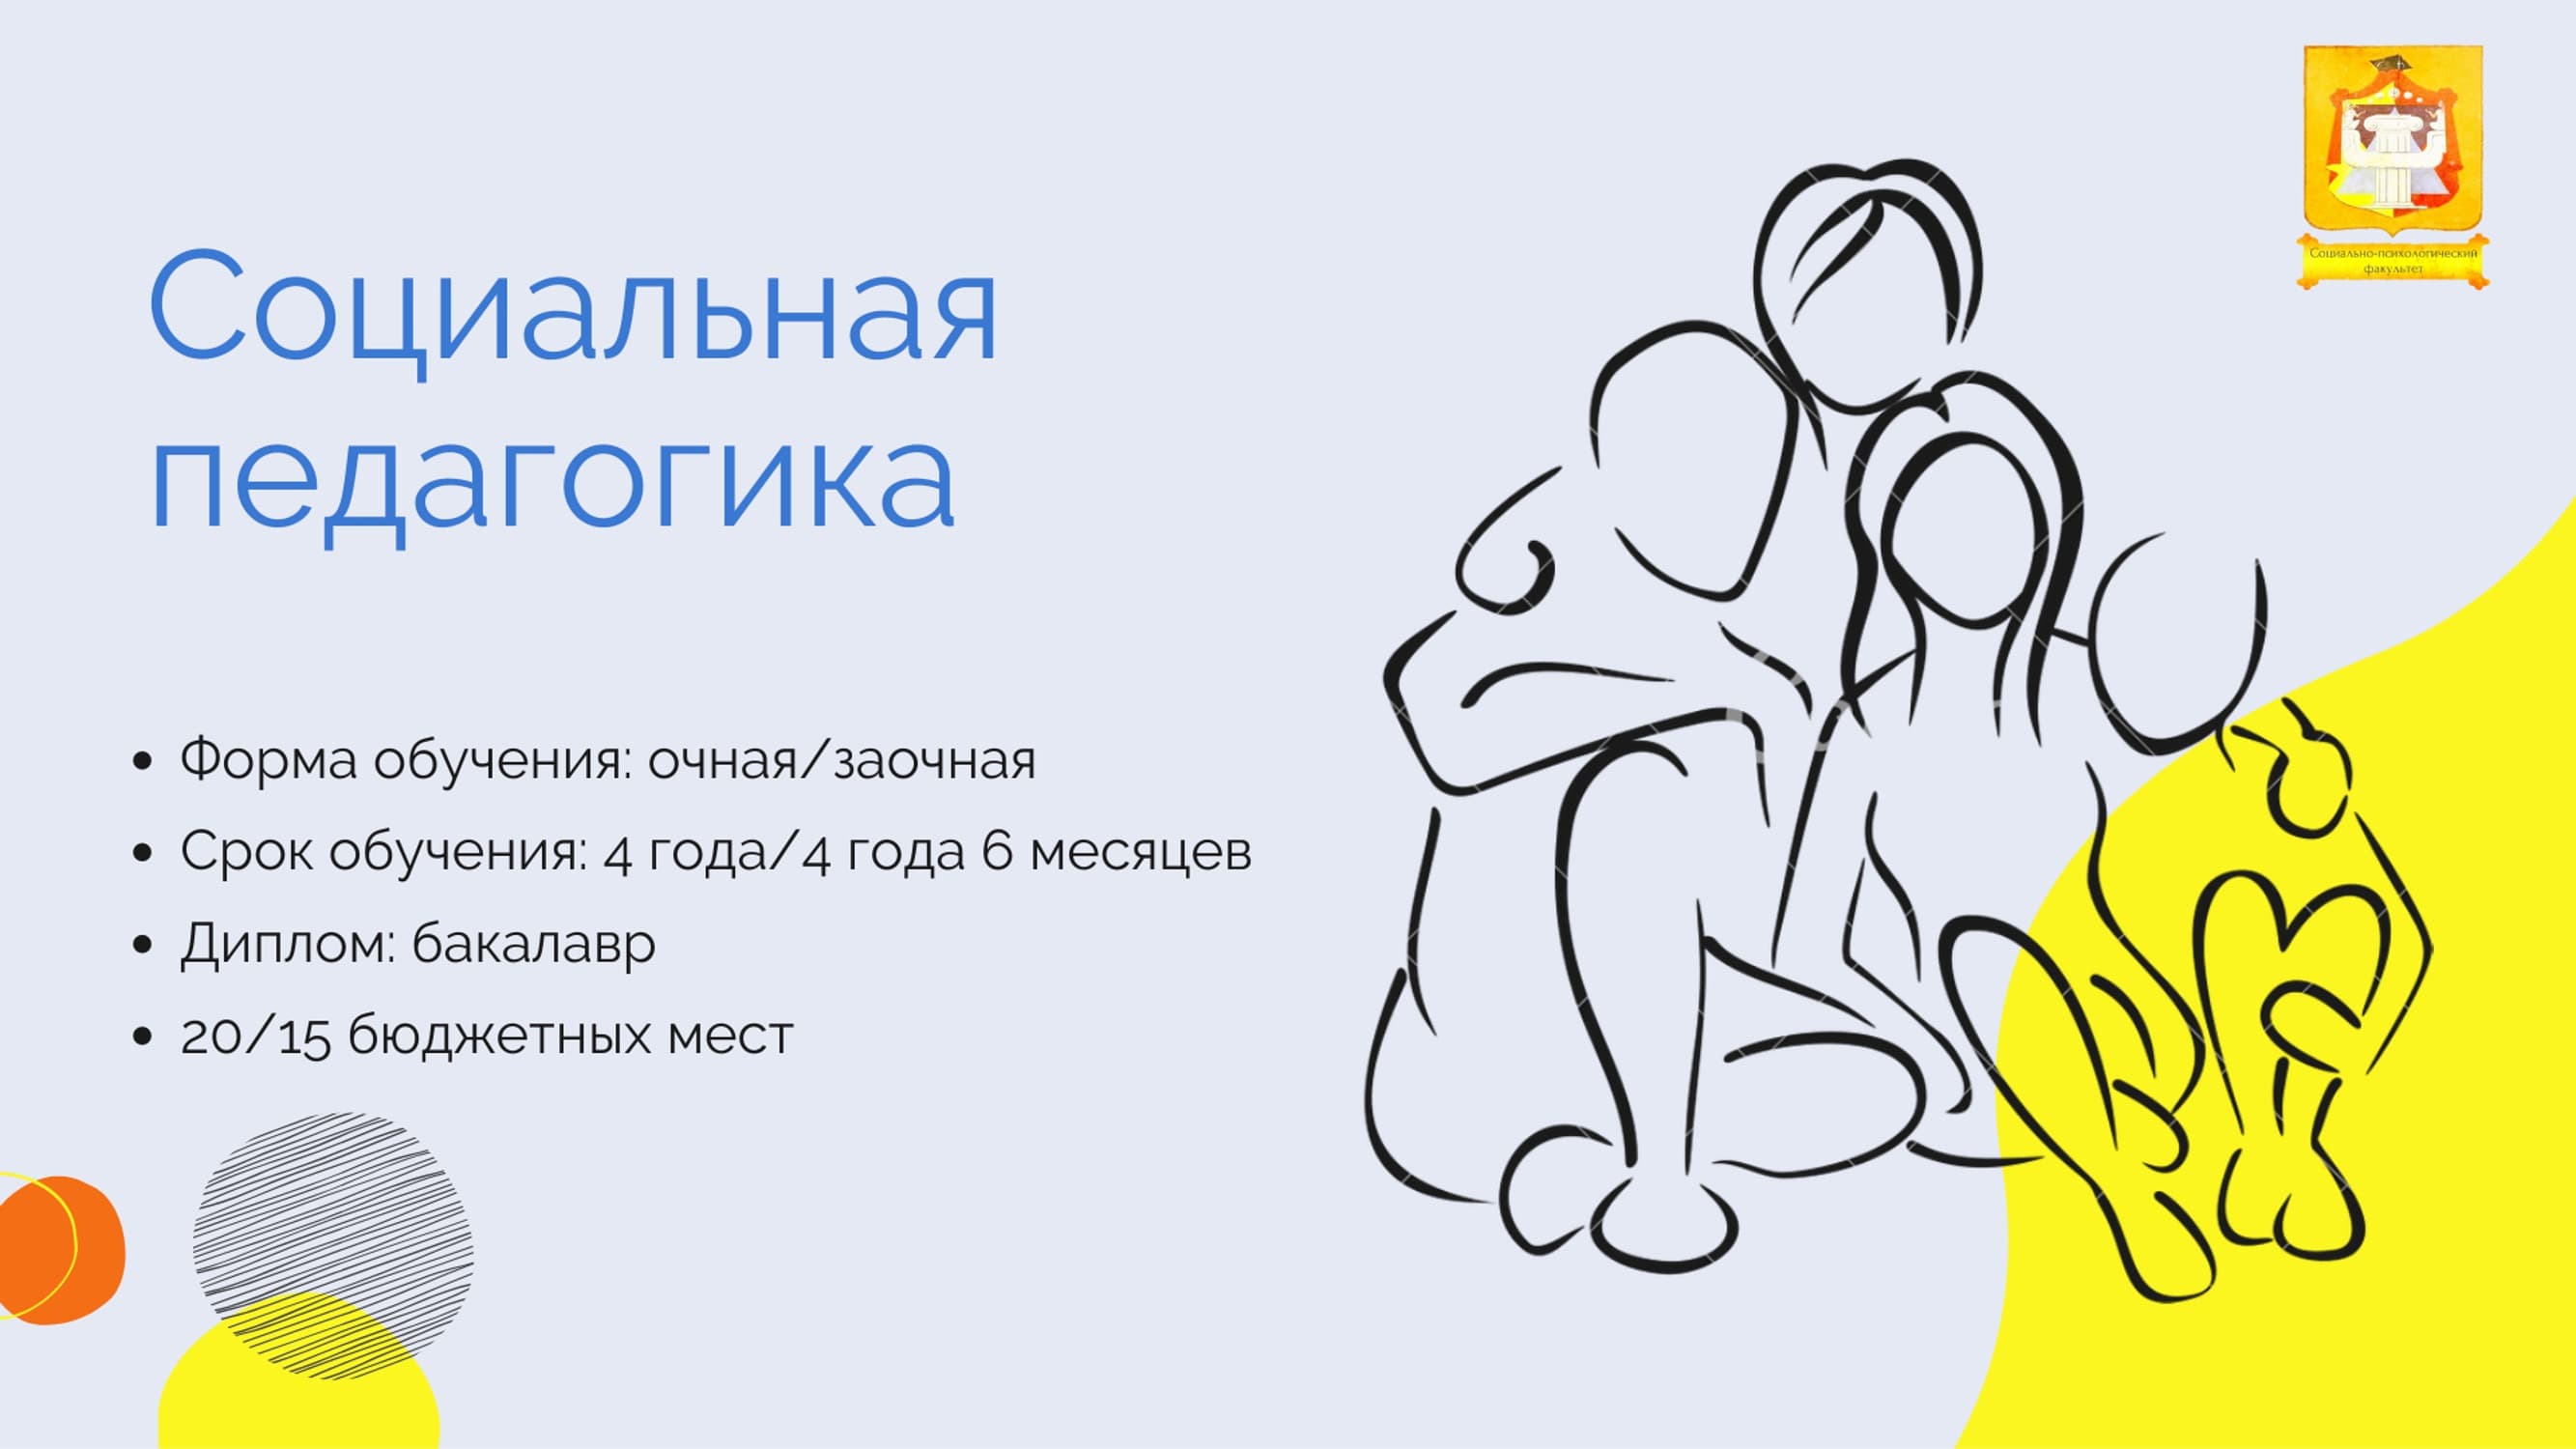 Социальная
педагогика
Форма обучения: очная/заочная
Срок обучения: 4 года/4 года 6 месяцев
Диплом: бакалавр
20/15 бюджетных мест
Социально-психологический
факультет